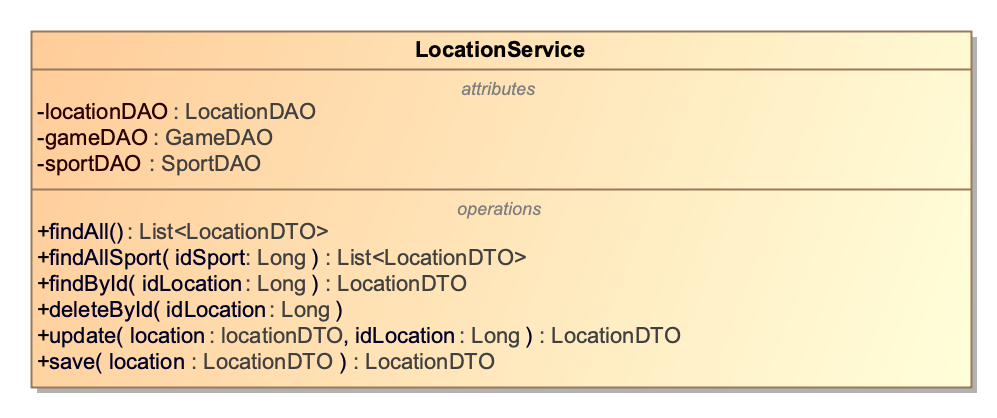 LocationService
attributes
-locationDAO : LocationDAO
-gameDAO : GameDAO
-sportDAO : SportDAO
operations
+findAll() : List<LocationDTO>
+findAllSport( idSport: Long ) : List<LocationDTO>
+findById( idLocation : Long ) : LocationDTO
+deleteById( idLocation : Long )
+update( location : locationDTO, idLocation : Long ) : LocationDTO
+save( location : LocationDTO ) : LocationDTO